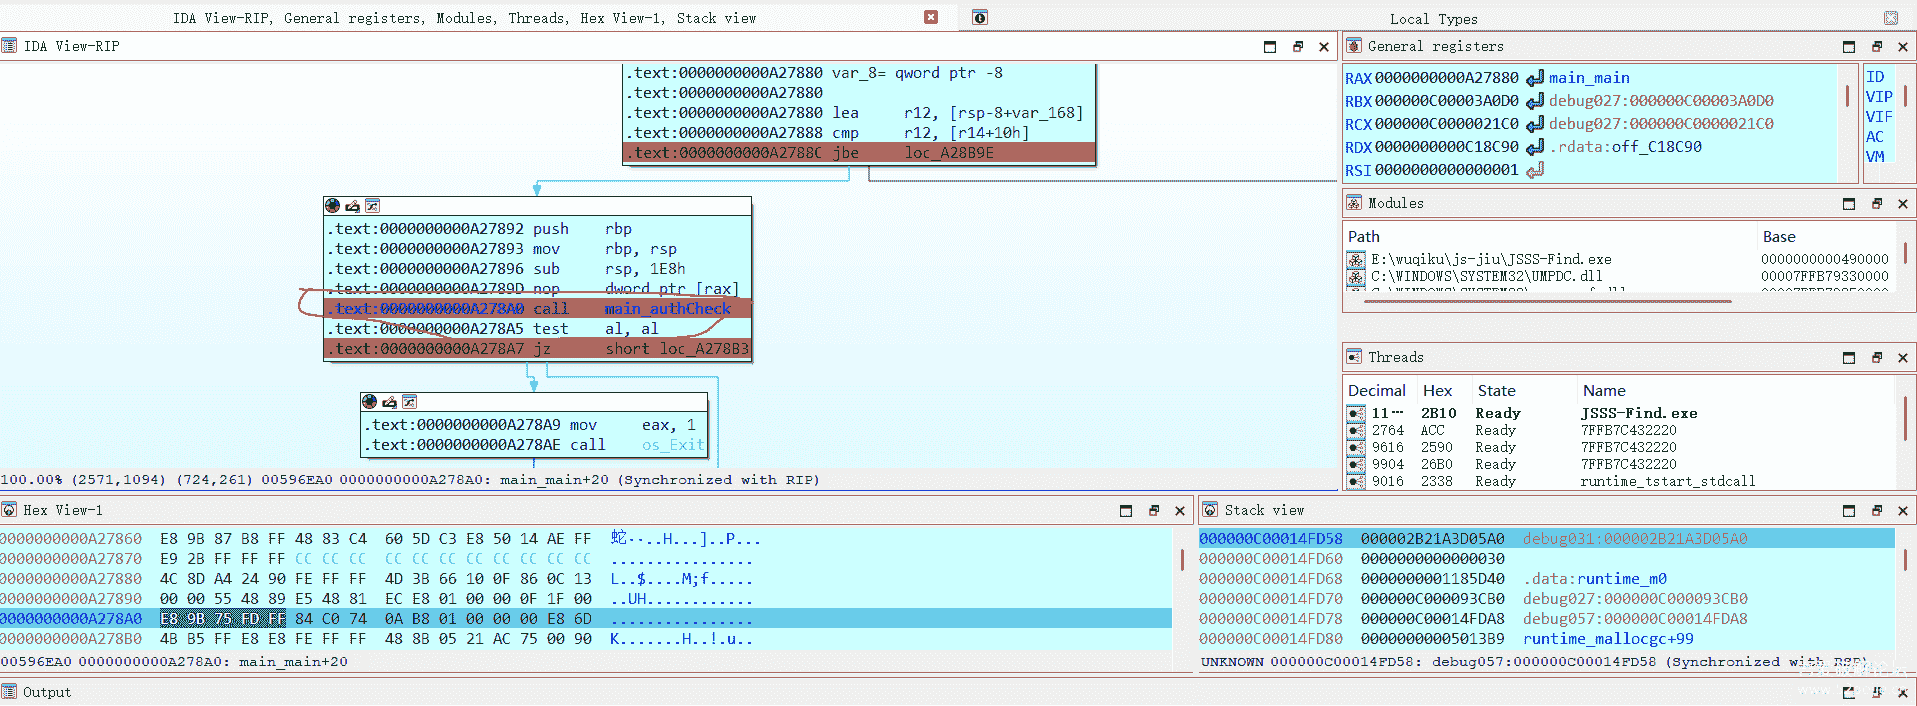 IDA View-RIP, General registers, Modules, Threads, Hex View-1, Stack view
Local Types
IDA View-RIP
.text:0000000000A27880 var_8= qword ptr -8
.text:0000000000A27880
.text:0000000000A27880 lea r12, [rsp-8+var_168]
.text:0000000000A27888 cmp r12, [r14+10h]
.text:0000000000A2788C jbe loc_A28B9E
.text:0000000000A27892 push rbp
.text:0000000000A27893 mov rbp, rsp
.text:0000000000A27896 sub rsp, 1E8h
.text:0000000000A2789D nop dword ptr [rax]
.text:0000000000A278A0 call main_authCheck
.text:0000000000A278A5 test al, al
.text:0000000000A278A7 jz short loc_A278B3
.text:0000000000A278A9 mov eax, 1
.text:0000000000A278AE call os_Exit
100.00% (2571,1094) (724,261) 00596EA0 0000000000A278A0: main_main+20 (Synchronized with RIP)
General registers
RAX 0000000000A27880 main_main
RBX 000000C00003A0D0 debug027:000000C00003A0D0
RCX 000000C0000021C0 debug027:000000C0000021C0
RDX 0000000000C18C90 .rdata:off_C18C90
RSI 0000000000000001
ID
VIP
VIF
AC
VM
Modules
Path Base
E:\wuqiku\js-jiu\JSSS-Find.exe 0000000000490000
C:\WINDOWS\SYSTEM32\UMPDC.dll 00007FFB79330000
Threads
Decimal Hex State Name
11… 2B10 Ready JSSS-Find.exe
2764 ACC Ready 7FFB7C432220
9616 2590 Ready 7FFB7C432220
9904 26B0 Ready 7FFB7C432220
9016 2338 Ready runtime_tstart_stdcall
Hex View-1
0000000000A27860 E8 9B 87 B8 FF 48 83 C4 60 5D C3 E8 50 14 AE FF 蛇....H...]..P...
0000000000A27870 E9 2B FF FF FF CC CC CC CC CC CC CC CC CC CC CC ................
0000000000A27880 4C 8D A4 24 90 FE FF FF 4D 3B 66 10 0F 86 0C 13 L..$....M;f.....
0000000000A27890 00 00 55 48 89 E5 48 81 EC E8 01 00 00 0F 1F 00 ..UH............
0000000000A278A0 E8 9B 75 FD FF 84 C0 74 0A B8 01 00 00 00 E8 6D ................
0000000000A278B0 4B B5 FF E8 E8 FE FF FF 48 8B 05 21 AC 75 00 90 K.......H..!.u..
00596EA0 0000000000A278A0: main_main+20
Stack view
000000C00014FD58 000002B21A3D05A0 debug031:000002B21A3D05A0
000000C00014FD60 0000000000000030
000000C00014FD68 0000000001185D40 .data:runtime_m0
000000C00014FD70 000000C000093CB0 debug027:000000C000093CB0
000000C00014FD78 000000C00014FDA8 debug057:000000C00014FDA8
000000C00014FD80 00000000005013B9 runtime_mallocgc+99
UNKNOWN 000000C00014FD58: debug057:000000C00014FD58 (Synchronized with RSP)
Output